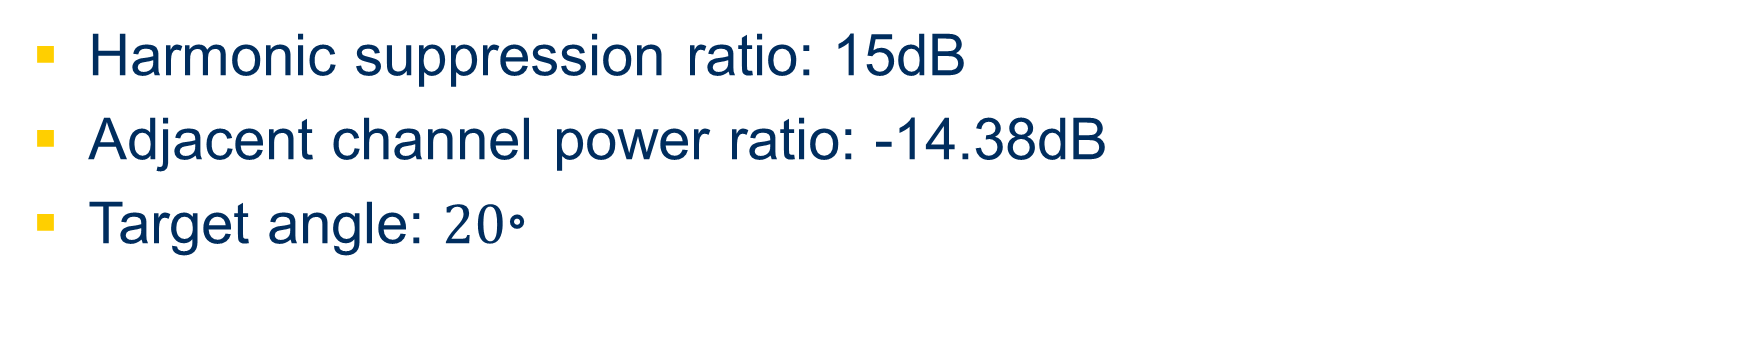 ▪ Harmonic suppression ratio: 15dB
▪ Adjacent channel power ratio: -14.38dB
▪ Target angle: 20∘